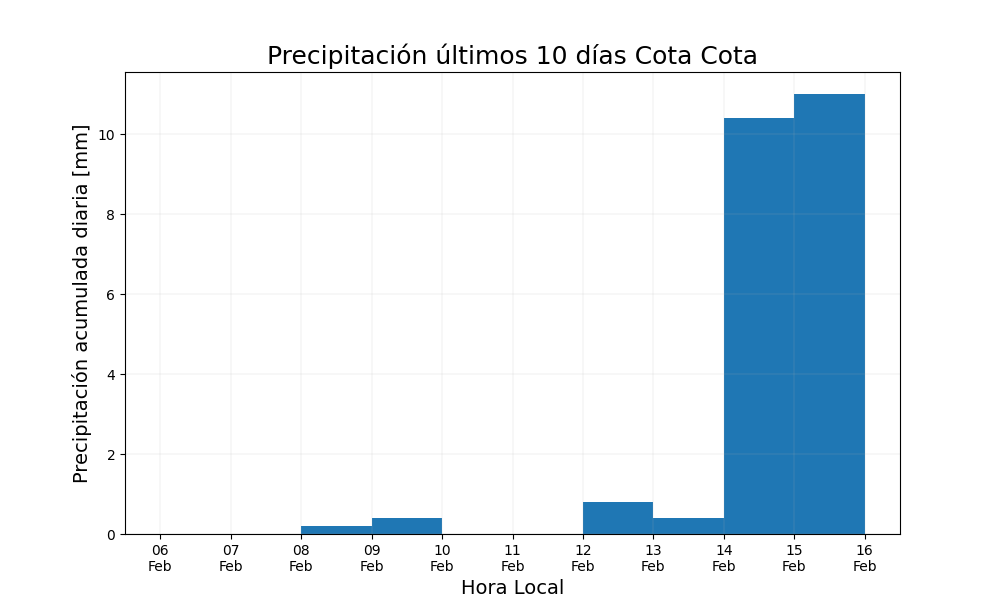 Precipitación últimos 10 días Cota Cota
Precipitación acumulada diaria [mm]
10
8
6
4
2
0
06 07 08 09 10 11 12 13 14 15 16
Feb Feb Feb Feb Feb Feb Feb Feb Feb Feb Feb
Hora Local